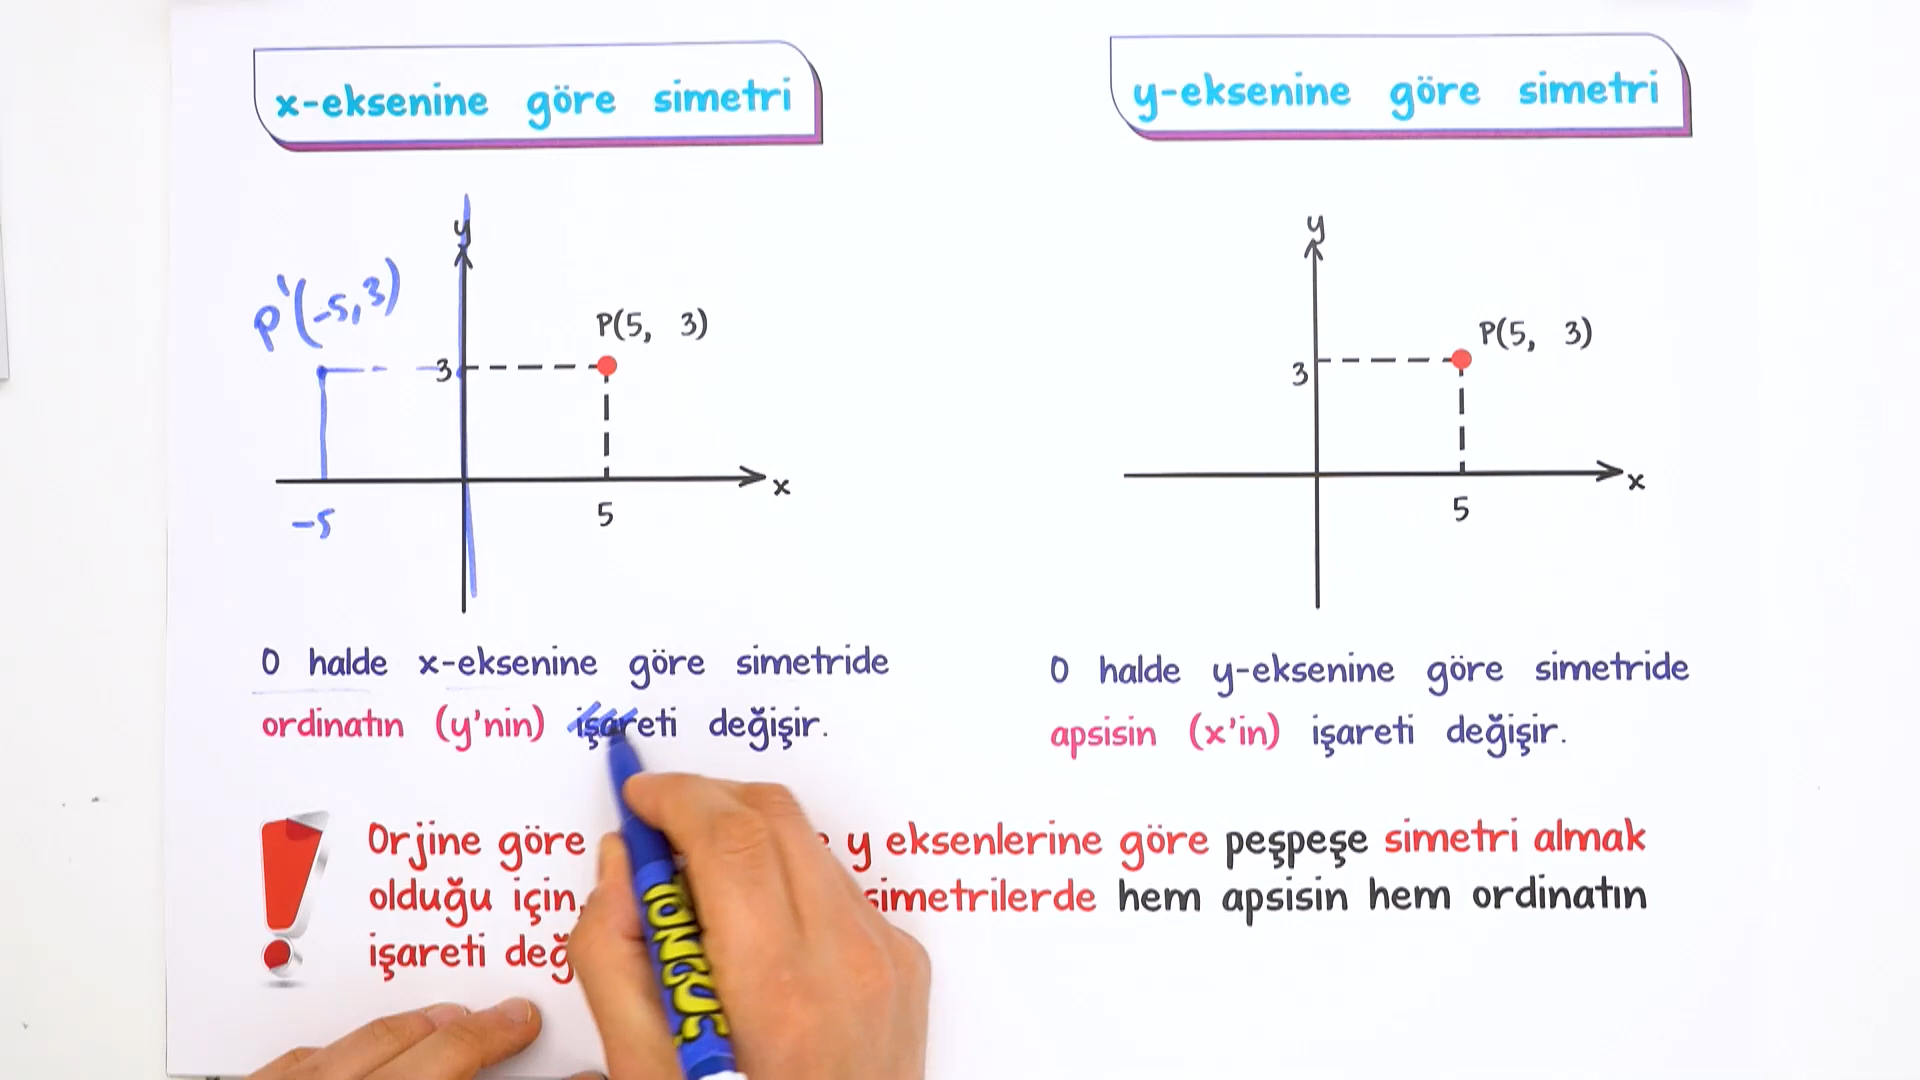 x-eksenine göre simetri
y
P'(-5,3)
P(5, 3)
3
x
-5
5
O halde x-eksenine göre simetride
ordinatın (y'nin) işareti değişir.
y-eksenine göre simetri
y
P(5, 3)
3
x
5
O halde y-eksenine göre simetride
apsisin (x'in) işareti değişir.
Orjine göre y eksenlerine göre peşpeşe simetri almak
olduğu için, simetrilerde hem apsisin hem ordinatın
işareti